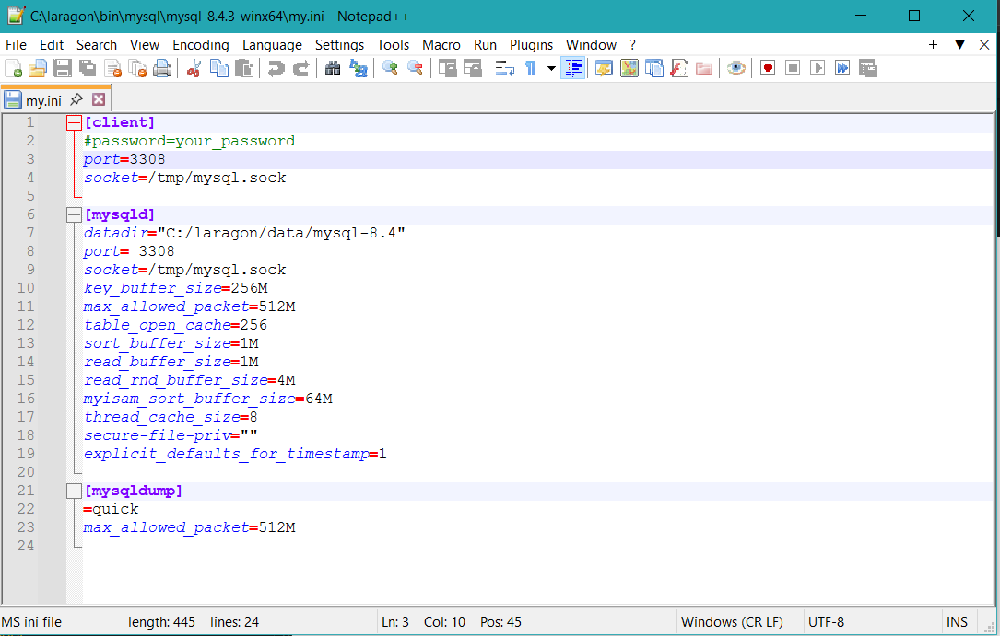 C:\laragon\bin\mysql\mysql-8.4.3-winx64\my.ini - Notepad++
File Edit Search View Encoding Language Settings Tools Macro Run Plugins Window ? + ▼ X
my.ini
1 [client]
2 #password=your_password
3 port=3308
4 socket=/tmp/mysql.sock
5
6 [mysqld]
7 datadir="C:/laragon/data/mysql-8.4"
8 port= 3308
9 socket=/tmp/mysql.sock
10 key_buffer_size=256M
11 max_allowed_packet=512M
12 table_open_cache=256
13 sort_buffer_size=1M
14 read_buffer_size=1M
15 read_rnd_buffer_size=4M
16 myisam_sort_buffer_size=64M
17 thread_cache_size=8
18 secure-file-priv=""
19 explicit_defaults_for_timestamp=1
20
21 [mysqldump]
22 =quick
23 max_allowed_packet=512M
24
MS ini file length: 445 lines: 24 Ln: 3 Col: 10 Pos: 45 Windows (CR LF) UTF-8 INS